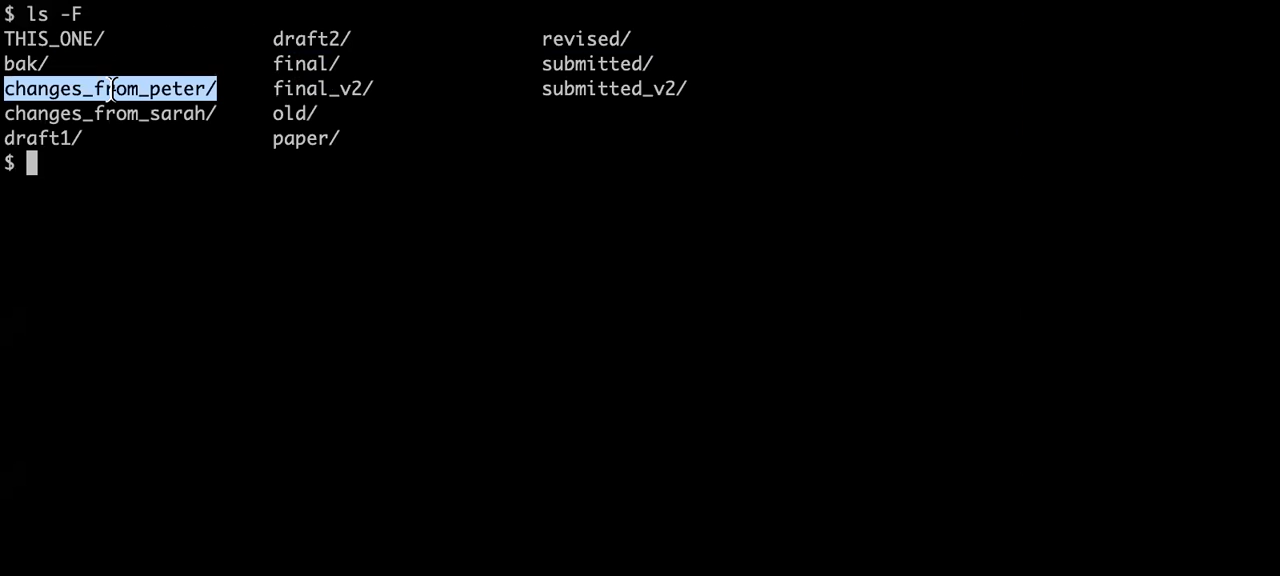 $ ls -F
THIS_ONE/ draft2/ revised/
bak/ final/ submitted/
changes_from_peter/ final_v2/ submitted_v2/
changes_from_sarah/ old/
draft1/ paper/
$